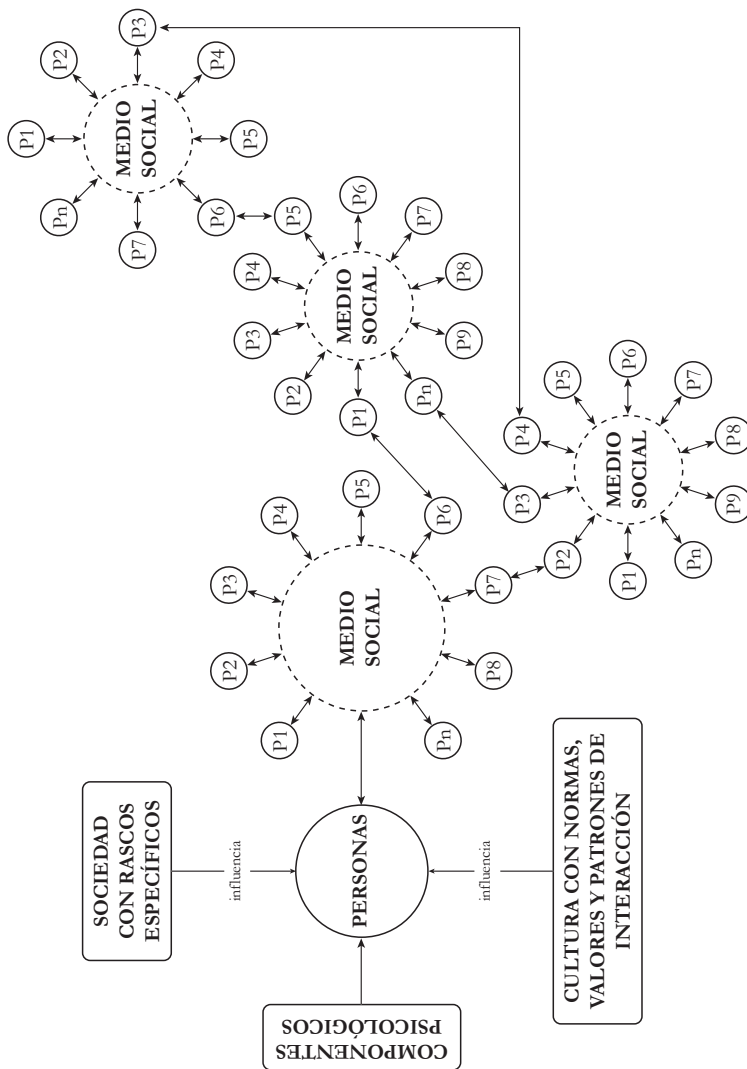 SOCIEDAD
CON RASCOS
ESPECÍFICOS
influencia
COMPONENTES
PSICOLÓGICOS
PERSONAS
influencia
CULTURA CON NORMAS,
VALORES Y PATRONES DE
INTERACCIÓN
MEDIO
SOCIAL
P1
P2
P3
P4
P5
P6
P7
P8
Pn
MEDIO
SOCIAL
P1
P2
P3
P4
P5
P6
P7
P8
P9
Pn
MEDIO
SOCIAL
P1
P2
P3
P4
P5
P6
P7
Pn
MEDIO
SOCIAL
P1
P2
P3
P4
P5
P6
P7
P8
P9
Pn